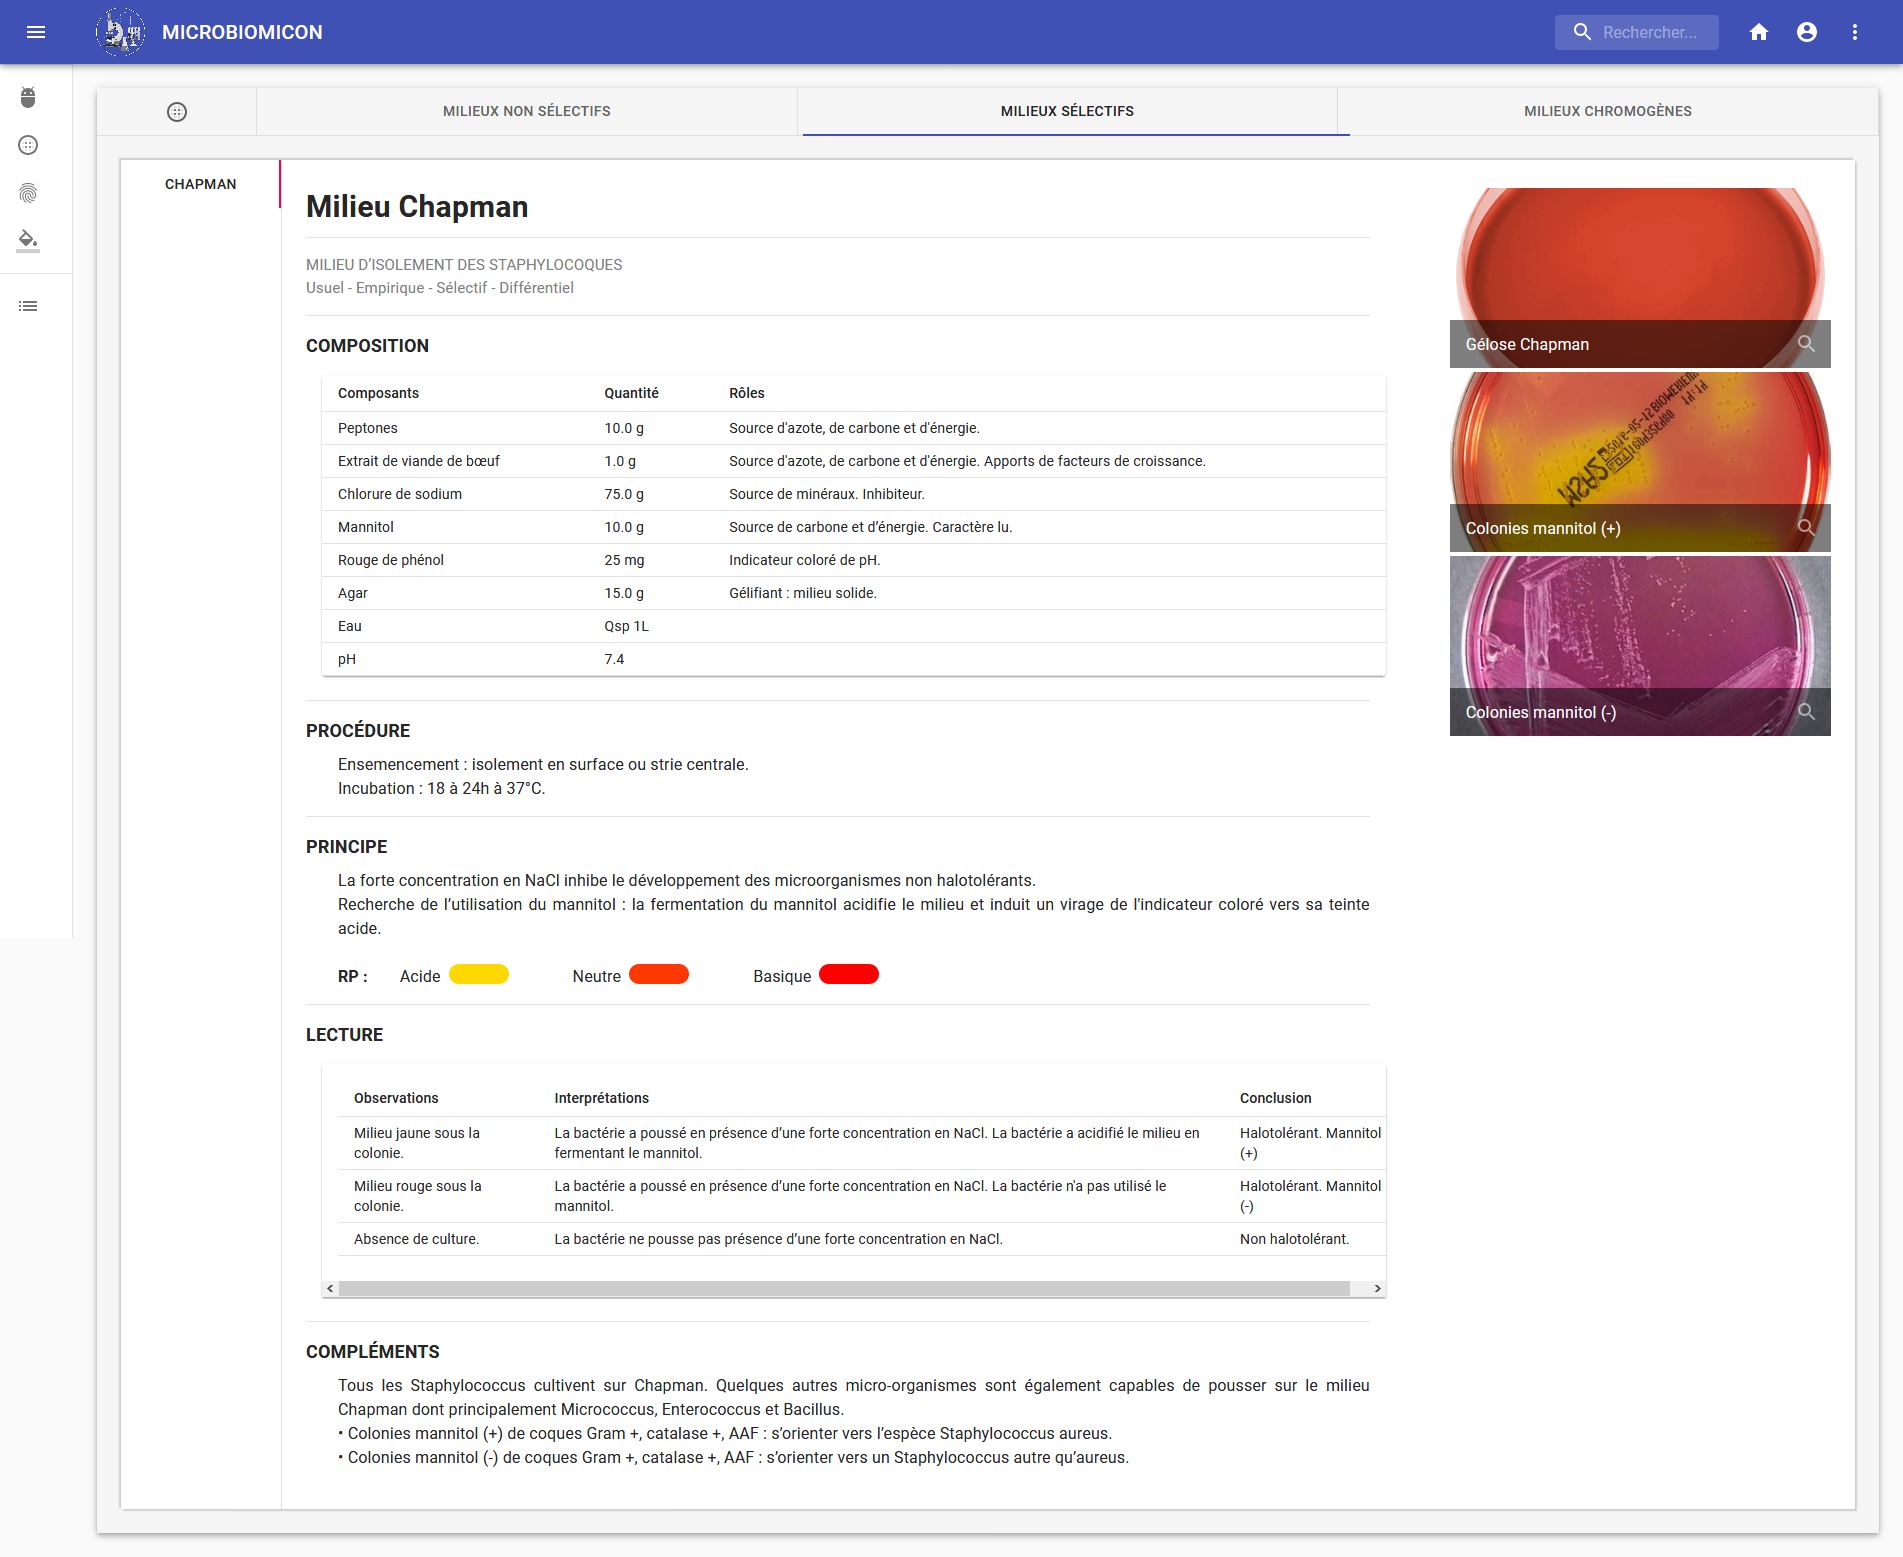 MICROBIOMICON
Rechercher...
MILIEUX NON SÉLECTIFS
MILIEUX SÉLECTIFS
MILIEUX CHROMOGÈNES
CHAPMAN
Milieu Chapman
MILIEU D’ISOLEMENT DES STAPHYLOCOQUES
Usuel - Empirique - Sélectif - Différentiel
COMPOSITION
Composants Quantité Rôles
Peptones 10.0 g Source d'azote, de carbone et d'énergie.
Extrait de viande de bœuf 1.0 g Source d'azote, de carbone et d'énergie. Apports de facteurs de croissance.
Chlorure de sodium 75.0 g Source de minéraux. Inhibiteur.
Mannitol 10.0 g Source de carbone et d’énergie. Caractère lu.
Rouge de phénol 25 mg Indicateur coloré de pH.
Agar 15.0 g Gélifiant : milieu solide.
Eau Qsp 1L
pH 7.4
PROCÉDURE
Ensemencement : isolement en surface ou strie centrale.
Incubation : 18 à 24h à 37°C.
PRINCIPE
La forte concentration en NaCl inhibe le développement des microorganismes non halotolérants.
Recherche de l’utilisation du mannitol : la fermentation du mannitol acidifie le milieu et induit un virage de l'indicateur coloré vers sa teinte
acide.
RP : Acide Neutre Basique
LECTURE
Observations Interprétations Conclusion
Milieu jaune sous la La bactérie a poussé en présence d’une forte concentration en NaCl. La bactérie a acidifié le milieu en Halotolérant. Mannitol
colonie. fermentant le mannitol. (+)
Milieu rouge sous la La bactérie a poussé en présence d’une forte concentration en NaCl. La bactérie n'a pas utilisé le Halotolérant. Mannitol
colonie. mannitol. (-)
Absence de culture. La bactérie ne pousse pas présence d’une forte concentration en NaCl. Non halotolérant.
COMPLÉMENTS
Tous les Staphylococcus cultivent sur Chapman. Quelques autres micro-organismes sont également capables de pousser sur le milieu
Chapman dont principalement Micrococcus, Enterococcus et Bacillus.
• Colonies mannitol (+) de coques Gram +, catalase +, AAF : s’orienter vers l’espèce Staphylococcus aureus.
• Colonies mannitol (-) de coques Gram +, catalase +, AAF : s’orienter vers un Staphylococcus autre qu’aureus.
Gélose Chapman
Colonies mannitol (+)
Colonies mannitol (-)